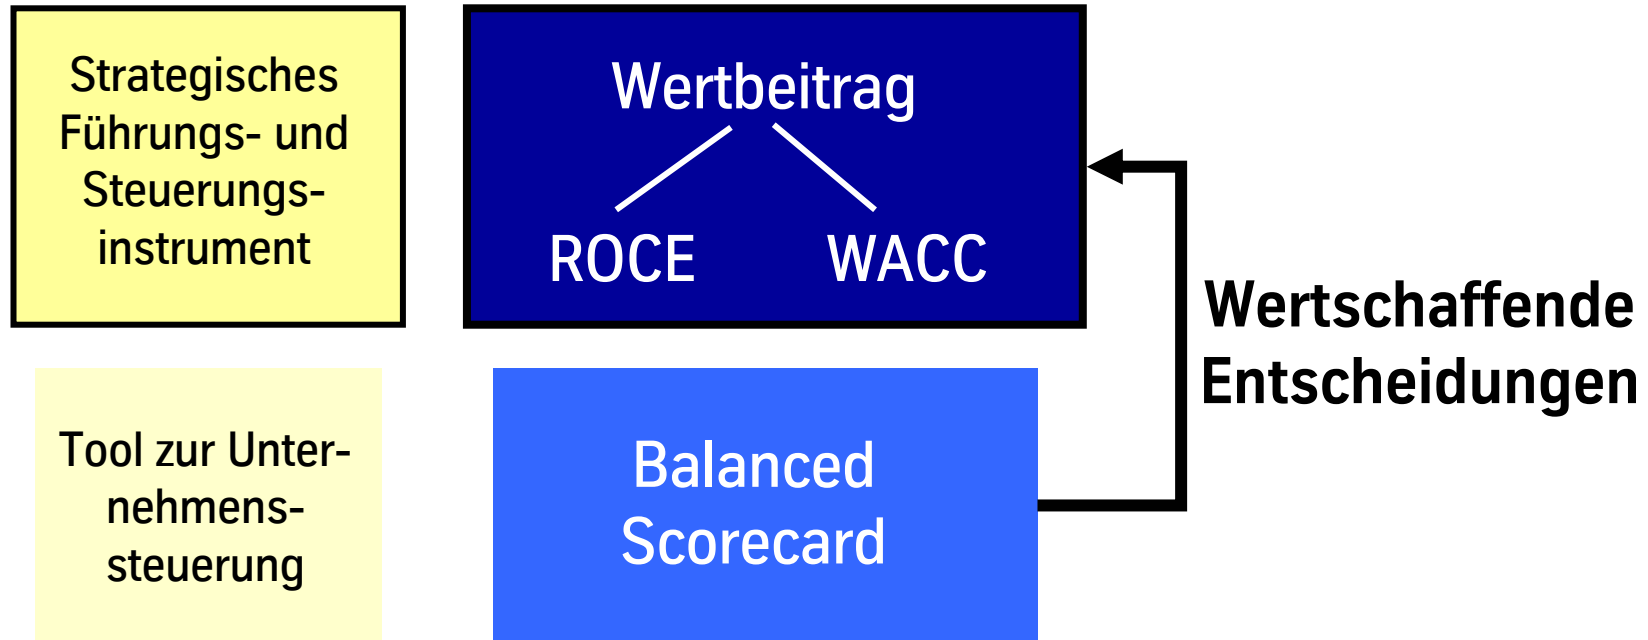 Strategisches
Führungs- und
Steuerungs-
instrument
Wertbeitrag
ROCE WACC
Wertschaffende
Entscheidungen
Tool zur Unter-
nehmens-
steuerung
Balanced
Scorecard